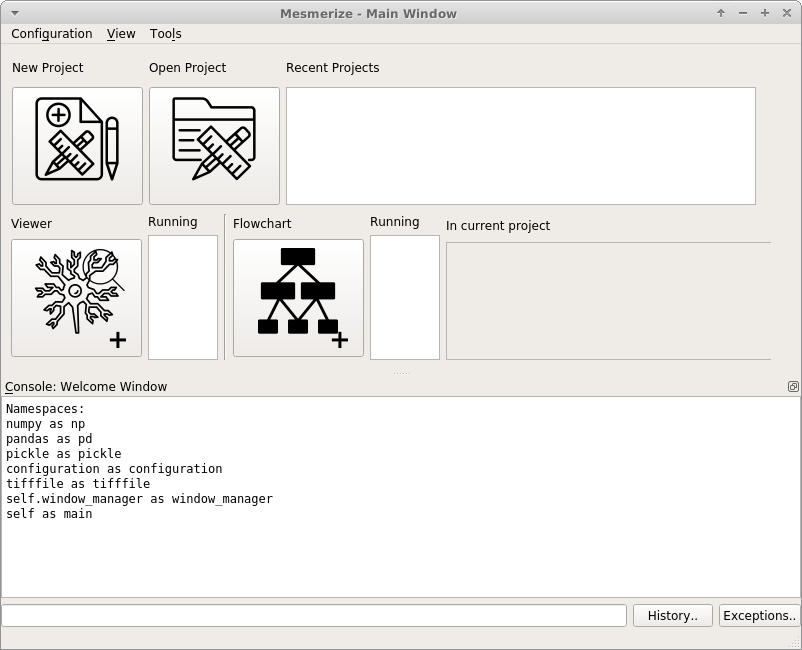 Mesmerize - Main Window
Configuration View Tools
New Project Open Project Recent Projects
Viewer Running Flowchart Running In current project
Console: Welcome Window
Namespaces:
numpy as np
pandas as pd
pickle as pickle
configuration as configuration
tifffile as tifffile
self.window_manager as window_manager
self as main
History.. Exceptions..